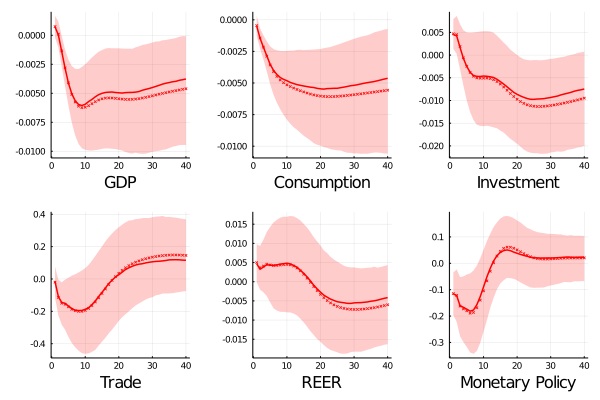 0.0000
-0.0025
-0.0050
-0.0075
-0.0100
0 10 20 30 40
GDP
0.0000
-0.0025
-0.0050
-0.0075
-0.0100
0 10 20 30 40
Consumption
0.005
0.000
-0.005
-0.010
-0.015
-0.020
0 10 20 30 40
Investment
0.4
0.2
0.0
-0.2
-0.4
0 10 20 30 40
Trade
0.015
0.010
0.005
0.000
-0.005
-0.010
-0.015
0 10 20 30 40
REER
0.1
0.0
-0.1
-0.2
-0.3
0 10 20 30 40
Monetary Policy